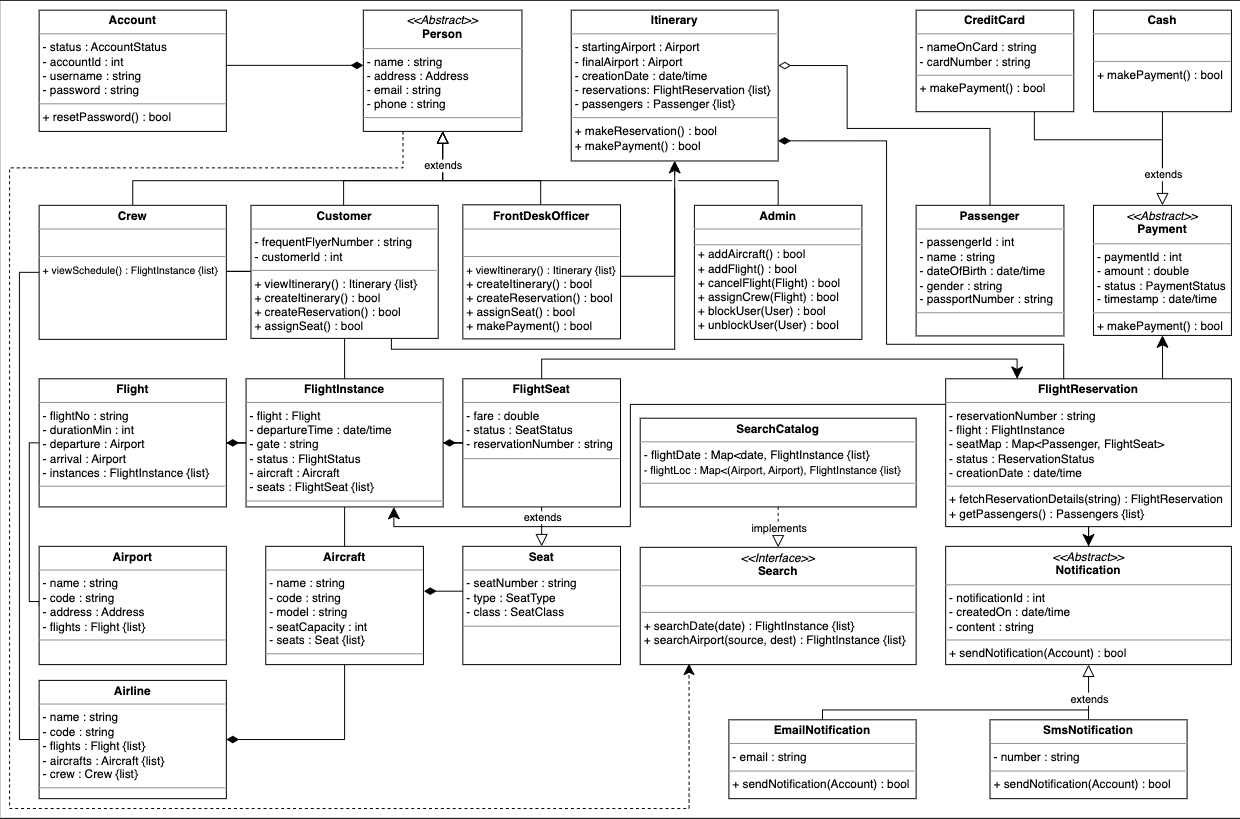 Account
- status : AccountStatus
- accountId : int
- username : string
- password : string
+ resetPassword() : bool
<<Abstract>>
Person
- name : string
- address : Address
- email : string
- phone : string
Itinerary
- startingAirport : Airport
- finalAirport : Airport
- creationDate : date/time
- reservations: FlightReservation {list}
- passengers : Passenger {list}
+ makeReservation() : bool
+ makePayment() : bool
CreditCard
- nameOnCard : string
- cardNumber : string
+ makePayment() : bool
Cash
+ makePayment() : bool
extends
extends
Crew
+ viewSchedule() : FlightInstance {list}
Customer
- frequentFlyerNumber : string
- customerId : int
+ viewItinerary() : Itinerary {list}
+ createItinerary() : bool
+ createReservation() : bool
+ assignSeat() : bool
FrontDeskOfficer
+ viewItinerary() : Itinerary {list}
+ createItinerary() : bool
+ createReservation() : bool
+ assignSeat() : bool
+ makePayment() : bool
Admin
+ addAircraft() : bool
+ addFlight() : bool
+ cancelFlight(Flight) : bool
+ assignCrew(Flight) : bool
+ blockUser(User) : bool
+ unblockUser(User) : bool
Passenger
- passengerId : int
- name : string
- dateOfBirth : date/time
- gender : string
- passportNumber : string
<<Abstract>>
Payment
- paymentId : int
- amount : double
- status : PaymentStatus
- timestamp : date/time
+ makePayment() : bool
Flight
- flightNo : string
- durationMin : int
- departure : Airport
- arrival : Airport
- instances : FlightInstance {list}
FlightInstance
- flight : Flight
- departureTime : date/time
- gate : string
- status : FlightStatus
- aircraft : Aircraft
- seats : FlightSeat {list}
FlightSeat
- fare : double
- status : SeatStatus
- reservationNumber : string
SearchCatalog
- flightDate : Map<date, FlightInstance {list}
- flightLoc : Map<(Airport, Airport), FlightInstance {list}
FlightReservation
- reservationNumber : string
- flight : FlightInstance
- seatMap : Map<Passenger, FlightSeat>
- status : ReservationStatus
- creationDate : date/time
+ fetchReservationDetails(string) : FlightReservation
+ getPassengers() : Passengers {list}
extends
implements
Airport
- name : string
- code : string
- address : Address
- flights : Flight {list}
Aircraft
- name : string
- code : string
- model : string
- seatCapacity : int
- seats : Seat {list}
Seat
- seatNumber : string
- type : SeatType
- class : SeatClass
<<Interface>>
Search
+ searchDate(date) : FlightInstance {list}
+ searchAirport(source, dest) : FlightInstance {list}
<<Abstract>>
Notification
- notificationId : int
- createdOn : date/time
- content : string
+ sendNotification(Account) : bool
Airline
- name : string
- code : string
- flights : Flight {list}
- aircrafts : Aircraft {list}
- crew : Crew {list}
extends
EmailNotification
- email : string
+ sendNotification(Account) : bool
SmsNotification
- number : string
+ sendNotification(Account) : bool